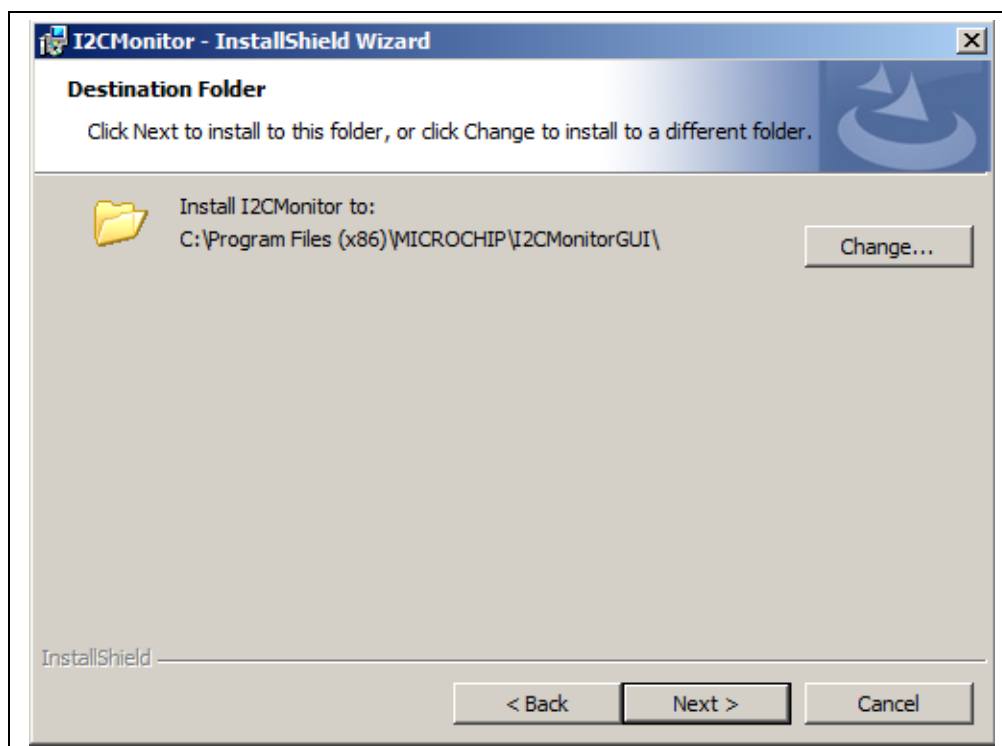 I2CMonitor - InstallShield Wizard
Destination Folder
Click Next to install to this folder, or click Change to install to a different folder.
Install I2CMonitor to:
C:\Program Files (x86)\MICROCHIP\I2CMonitorGUI\
Change...
InstallShield
< Back
Next >
Cancel